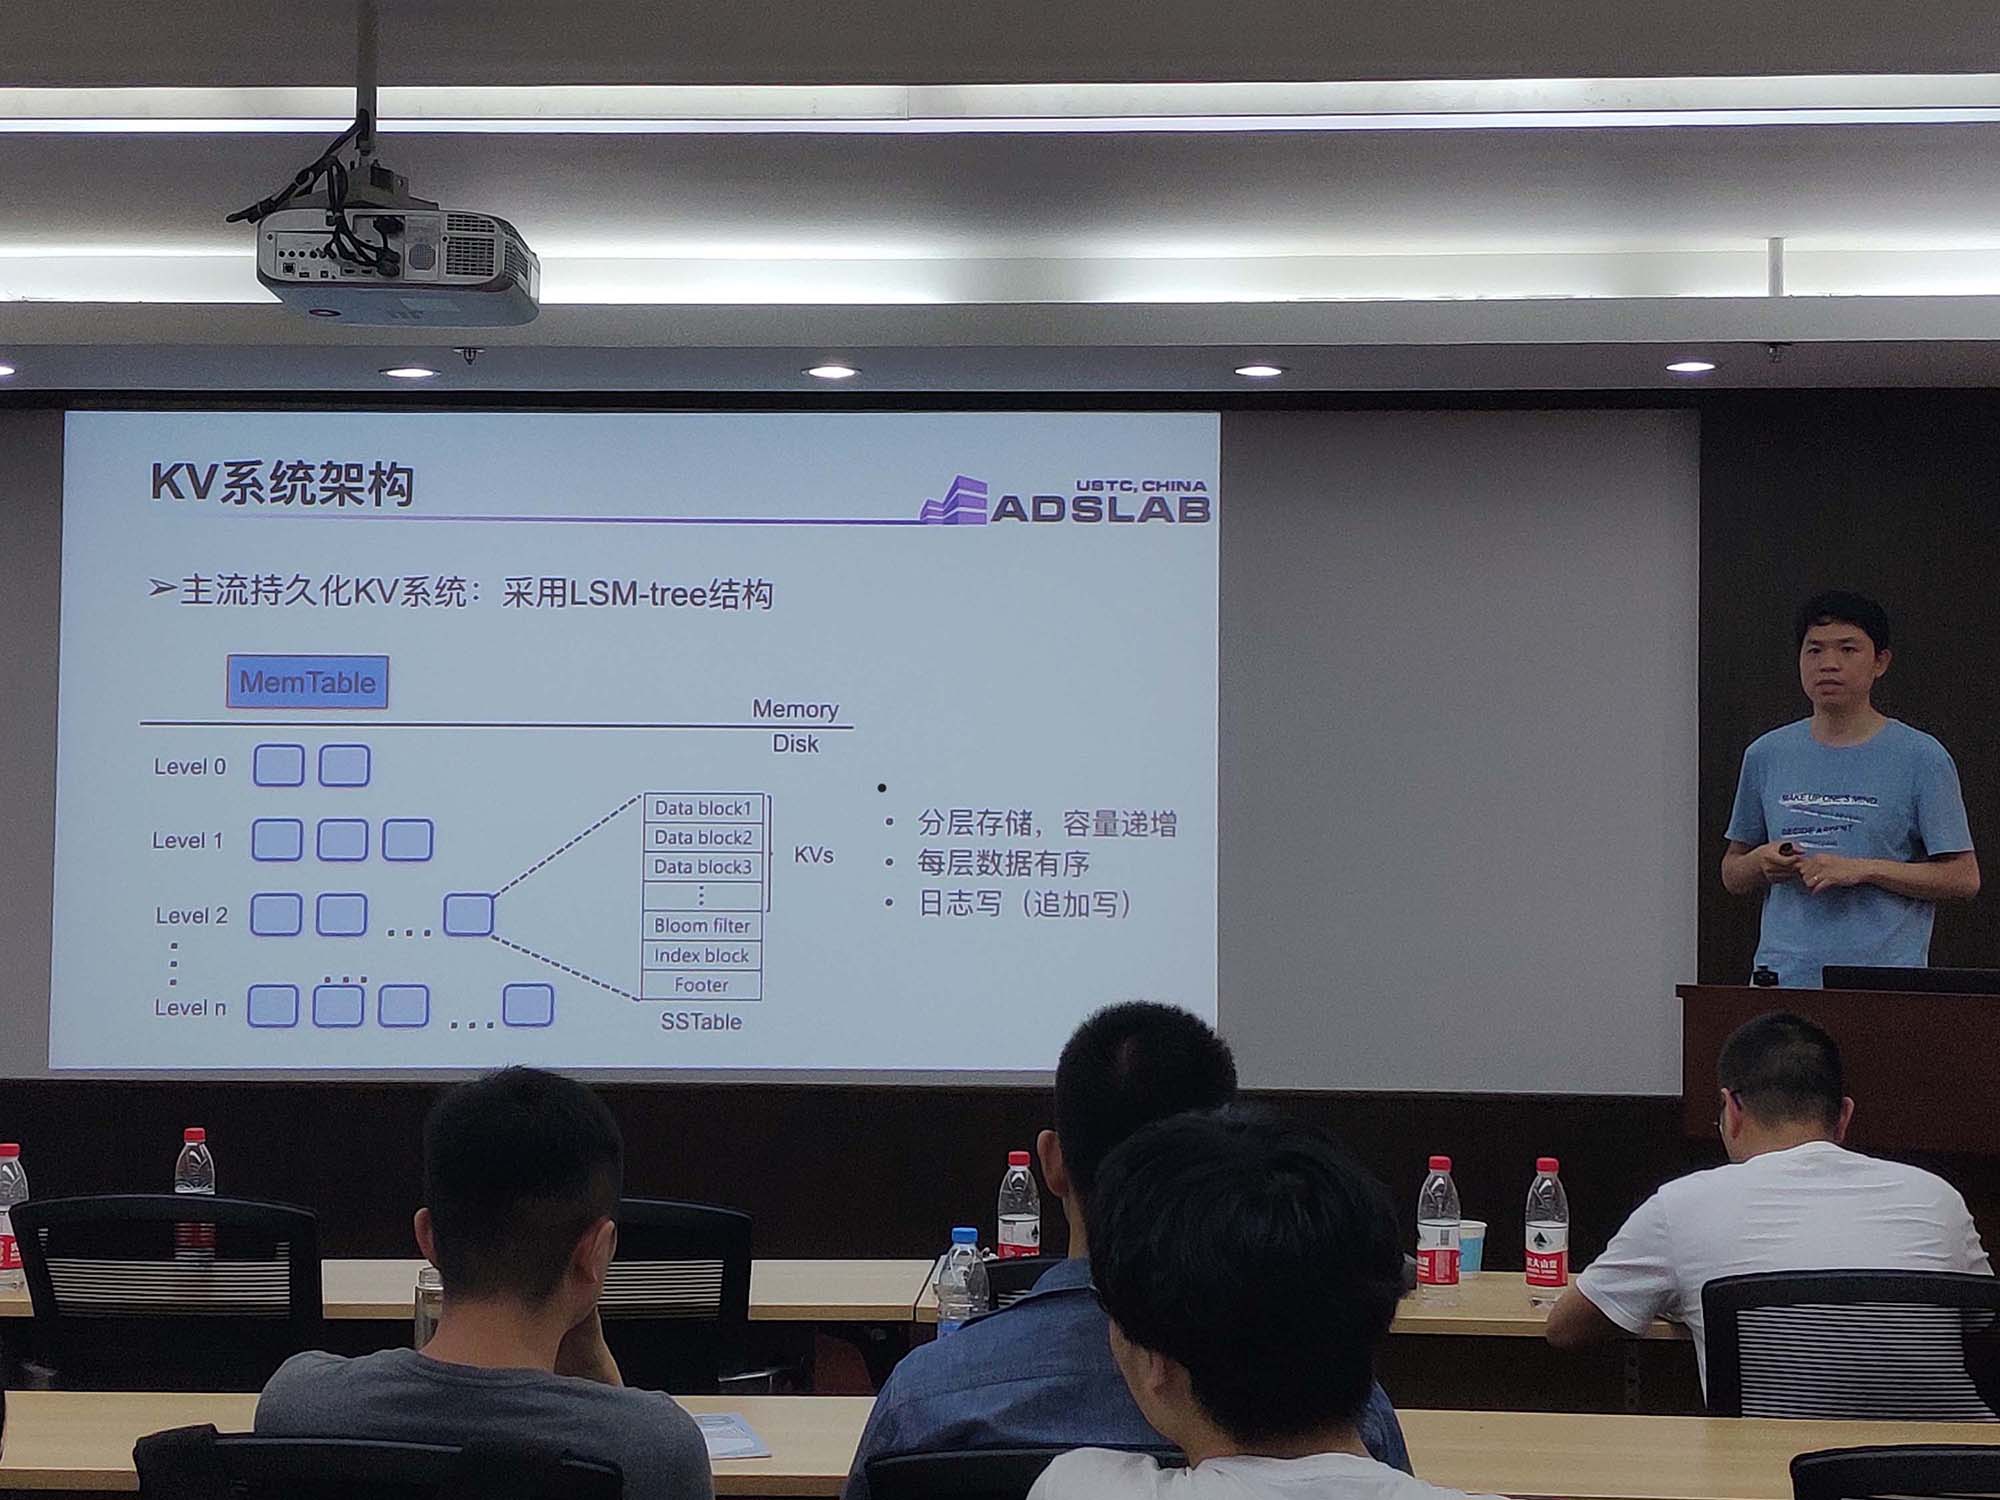 KV系统架构
USTC, CHINA
ADSLAB
➢主流持久化KV系统：采用LSM-tree结构
MemTable
Memory
Disk
Level 0
Level 1
Level 2
Level n
Data block1
Data block2
Data block3
Bloom filter
Index block
Footer
SSTable
KVs
• 分层存储，容量递增
• 每层数据有序
• 日志写（追加写）
MAKE UP ONE'S MIND